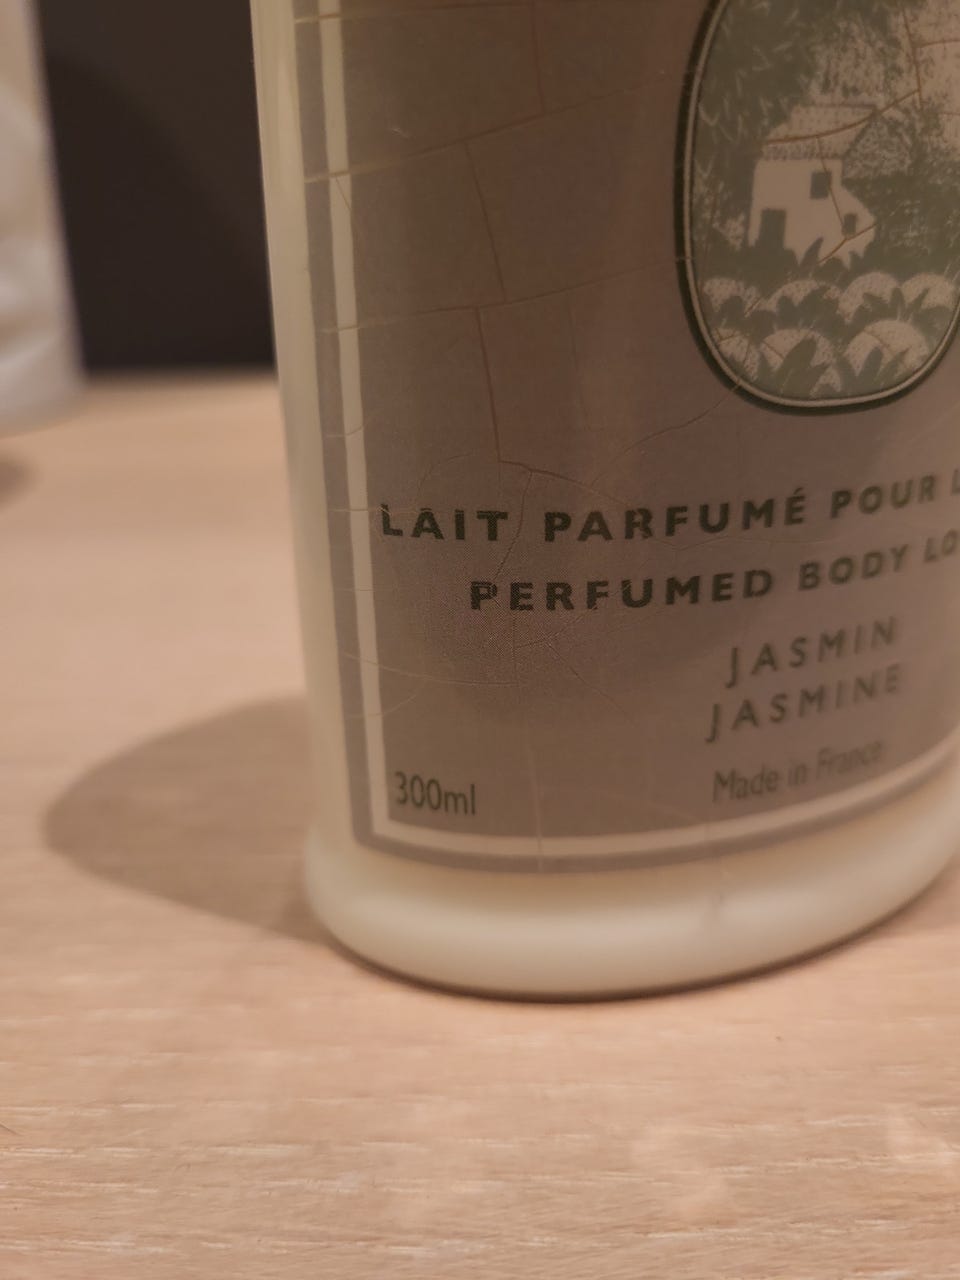 LAIT PARFUMÉ POUR L
PERFUMED BODY LO
JASMIN
JASMINE
300ml
Made in France